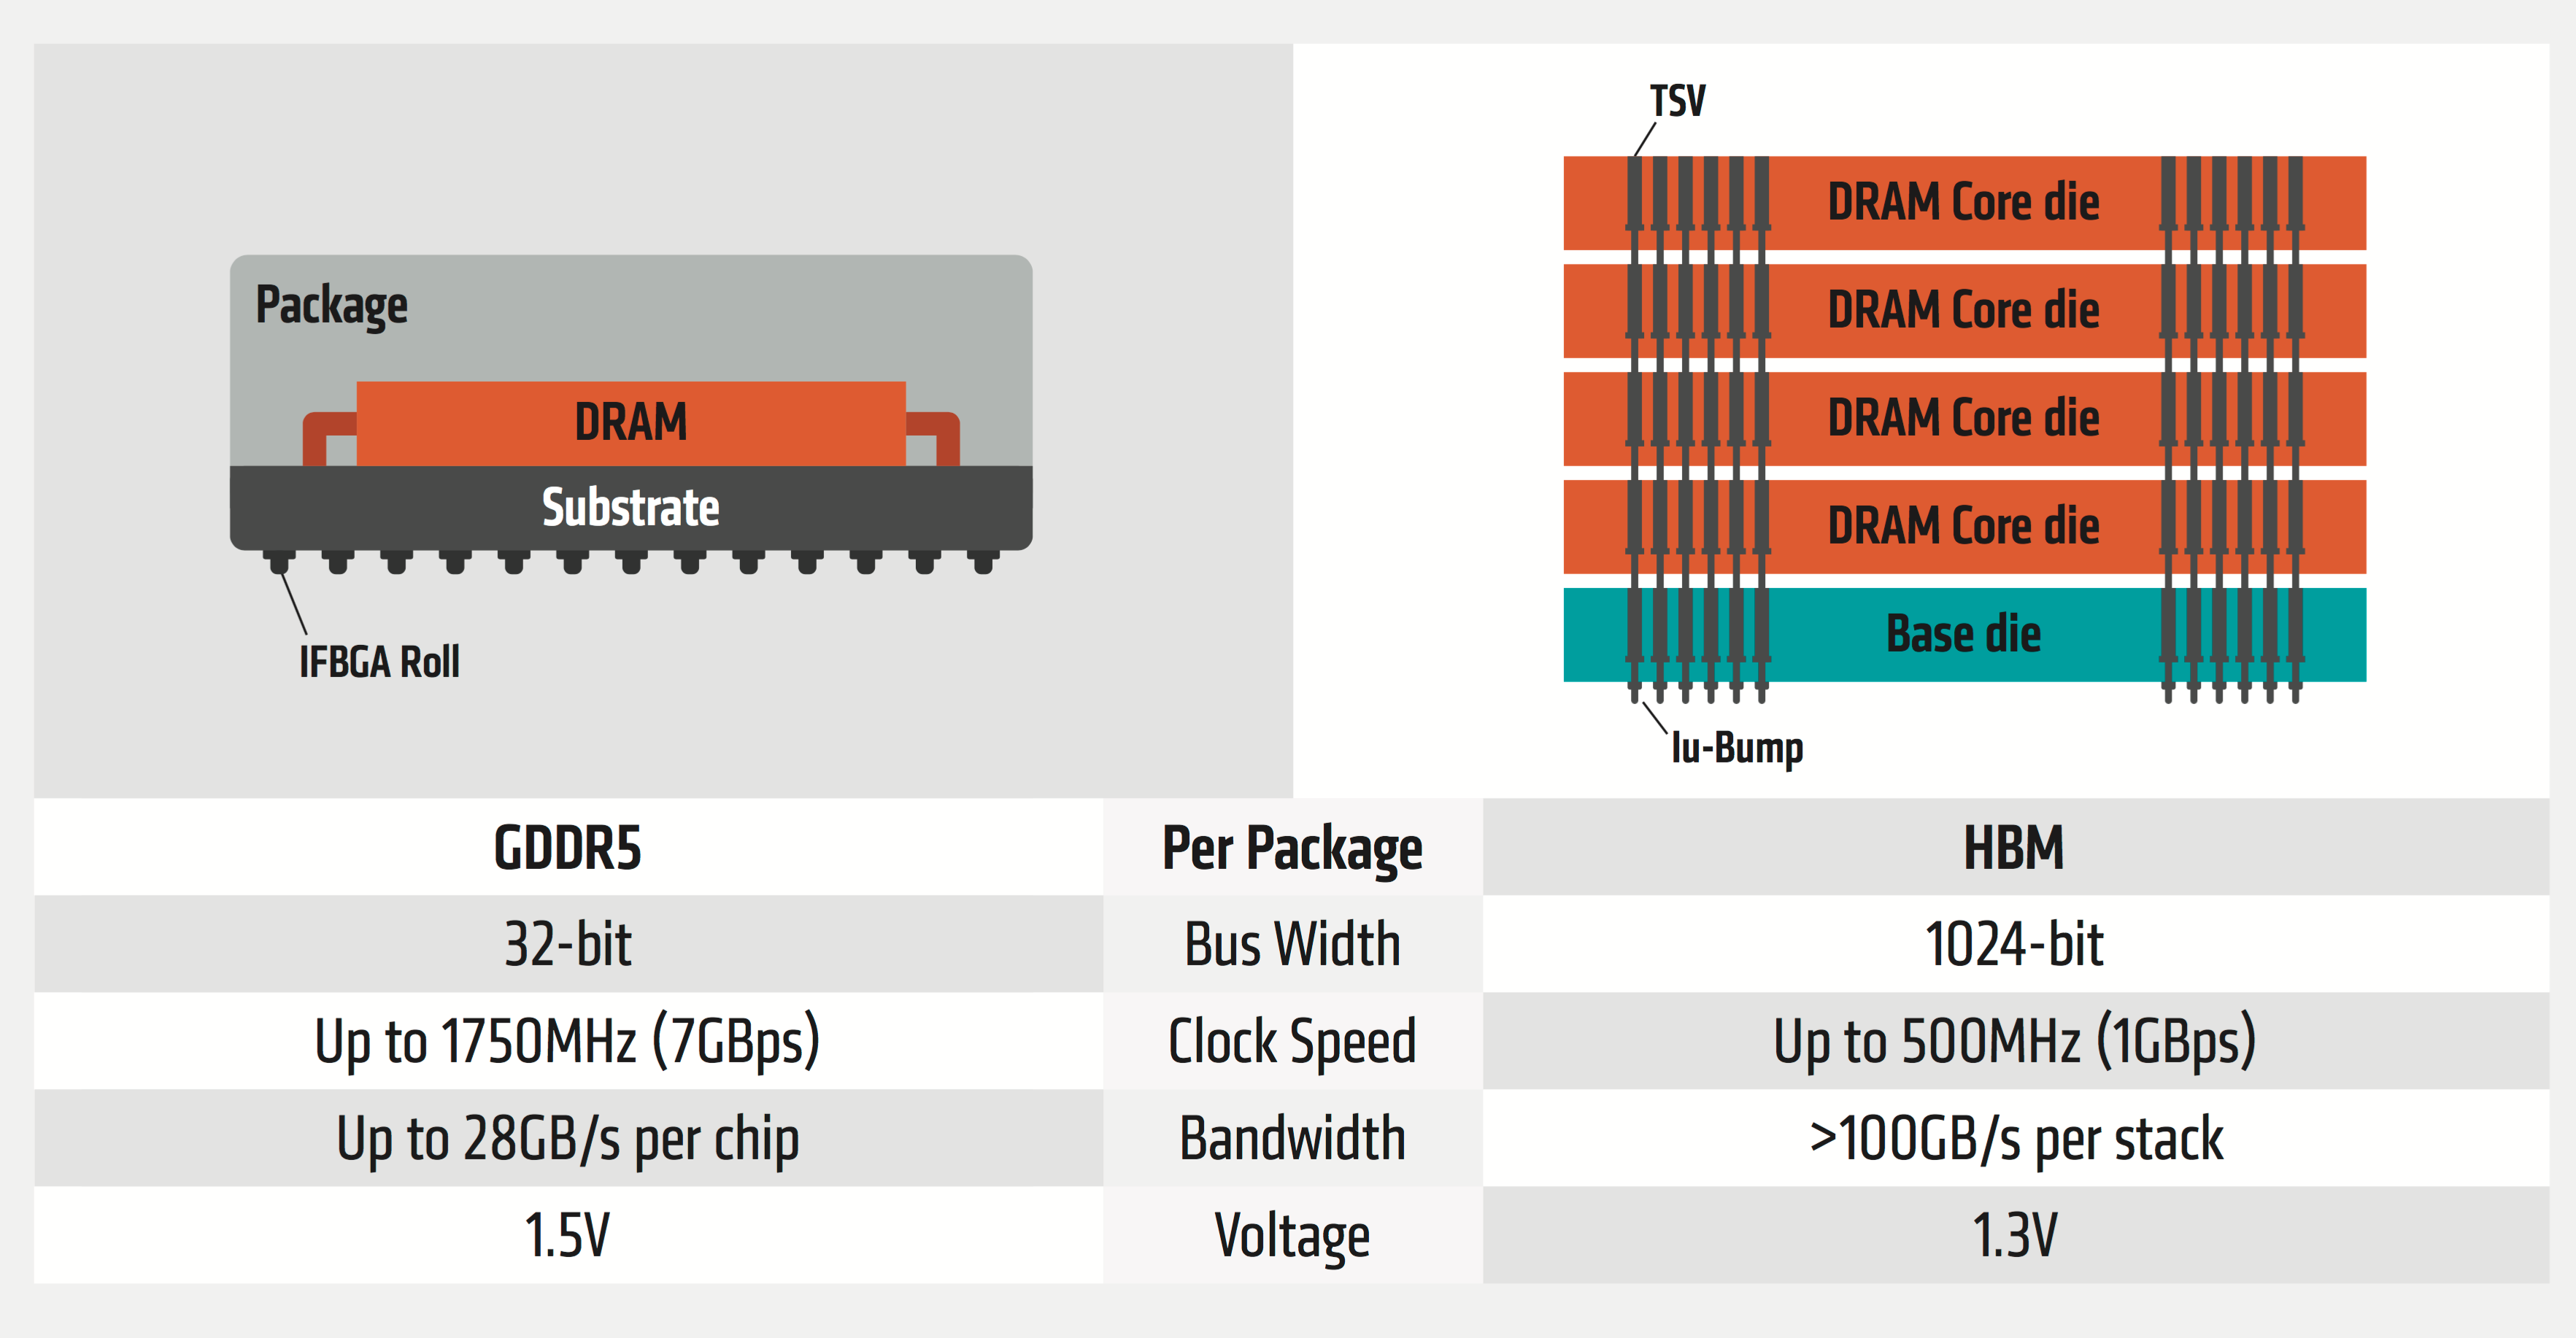 Package
DRAM
Substrate
IFBGA Roll
TSV
DRAM Core die
DRAM Core die
DRAM Core die
DRAM Core die
Base die
Iu-Bump
GDDR5 Per Package HBM
32-bit Bus Width 1024-bit
Up to 1750MHz (7GBps) Clock Speed Up to 500MHz (1GBps)
Up to 28GB/s per chip Bandwidth >100GB/s per stack
1.5V Voltage 1.3V